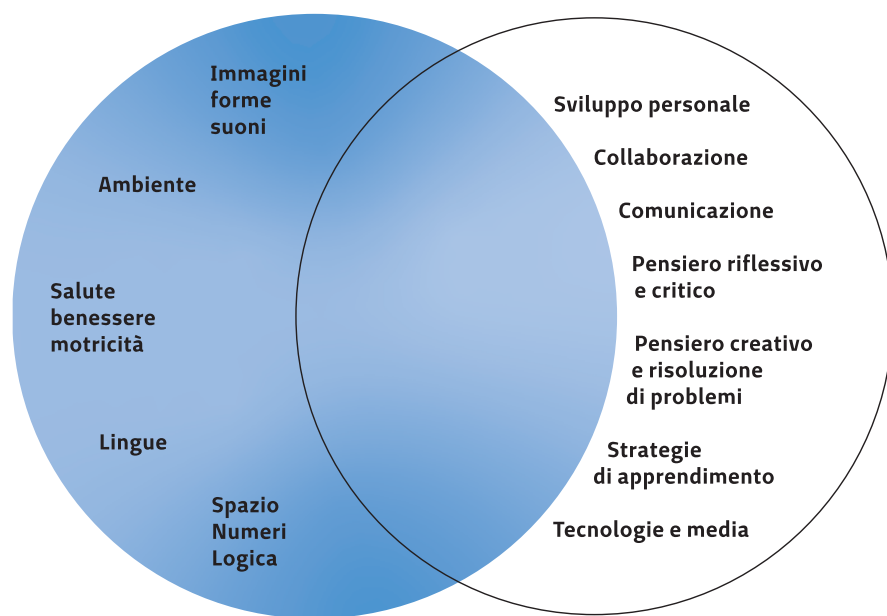 Immagini
forme
suoni
Ambiente
Salute
benessere
motricità
Lingue
Spazio
Numeri
Logica
Sviluppo personale
Collaborazione
Comunicazione
Pensiero riflessivo
e critico
Pensiero creativo
e risoluzione
di problemi
Strategie
di apprendimento
Tecnologie e media